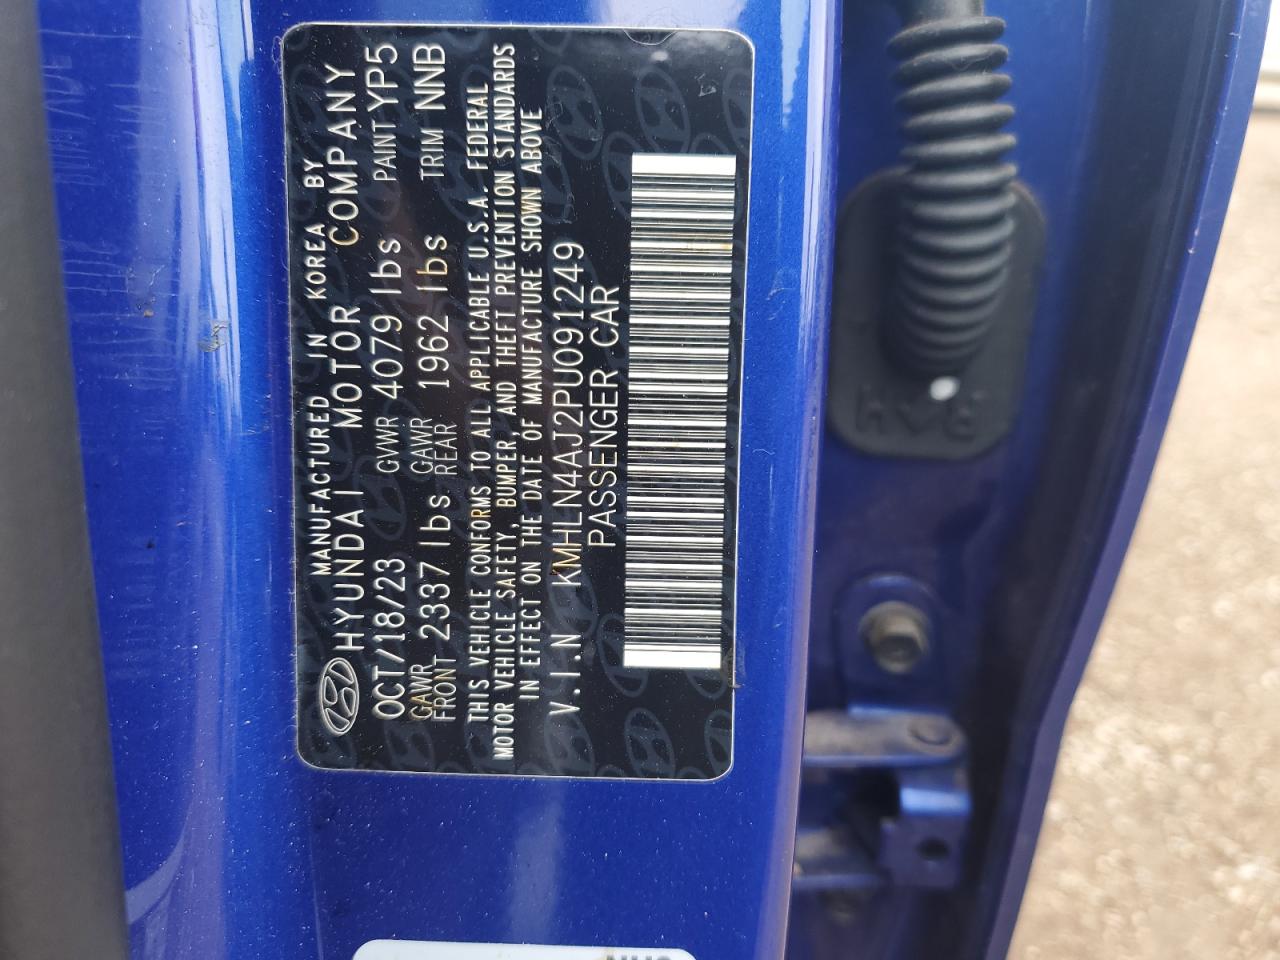 MANUFACTURED IN KOREA BY
HYUNDAI MOTOR COMPANY
OCT/18/23 GVWR 4079 lbs PAINT YP5
GAWR FRONT 2337 lbs GAWR REAR 1962 lbs TRIM NNB
THIS VEHICLE CONFORMS TO ALL APPLICABLE U.S.A. FEDERAL
MOTOR VEHICLE SAFETY, BUMPER, AND THEFT PREVENTION STANDARDS
IN EFFECT ON THE DATE OF MANUFACTURE SHOWN ABOVE
V.I.N KMHLN4AJ2PU091249
PASSENGER CAR